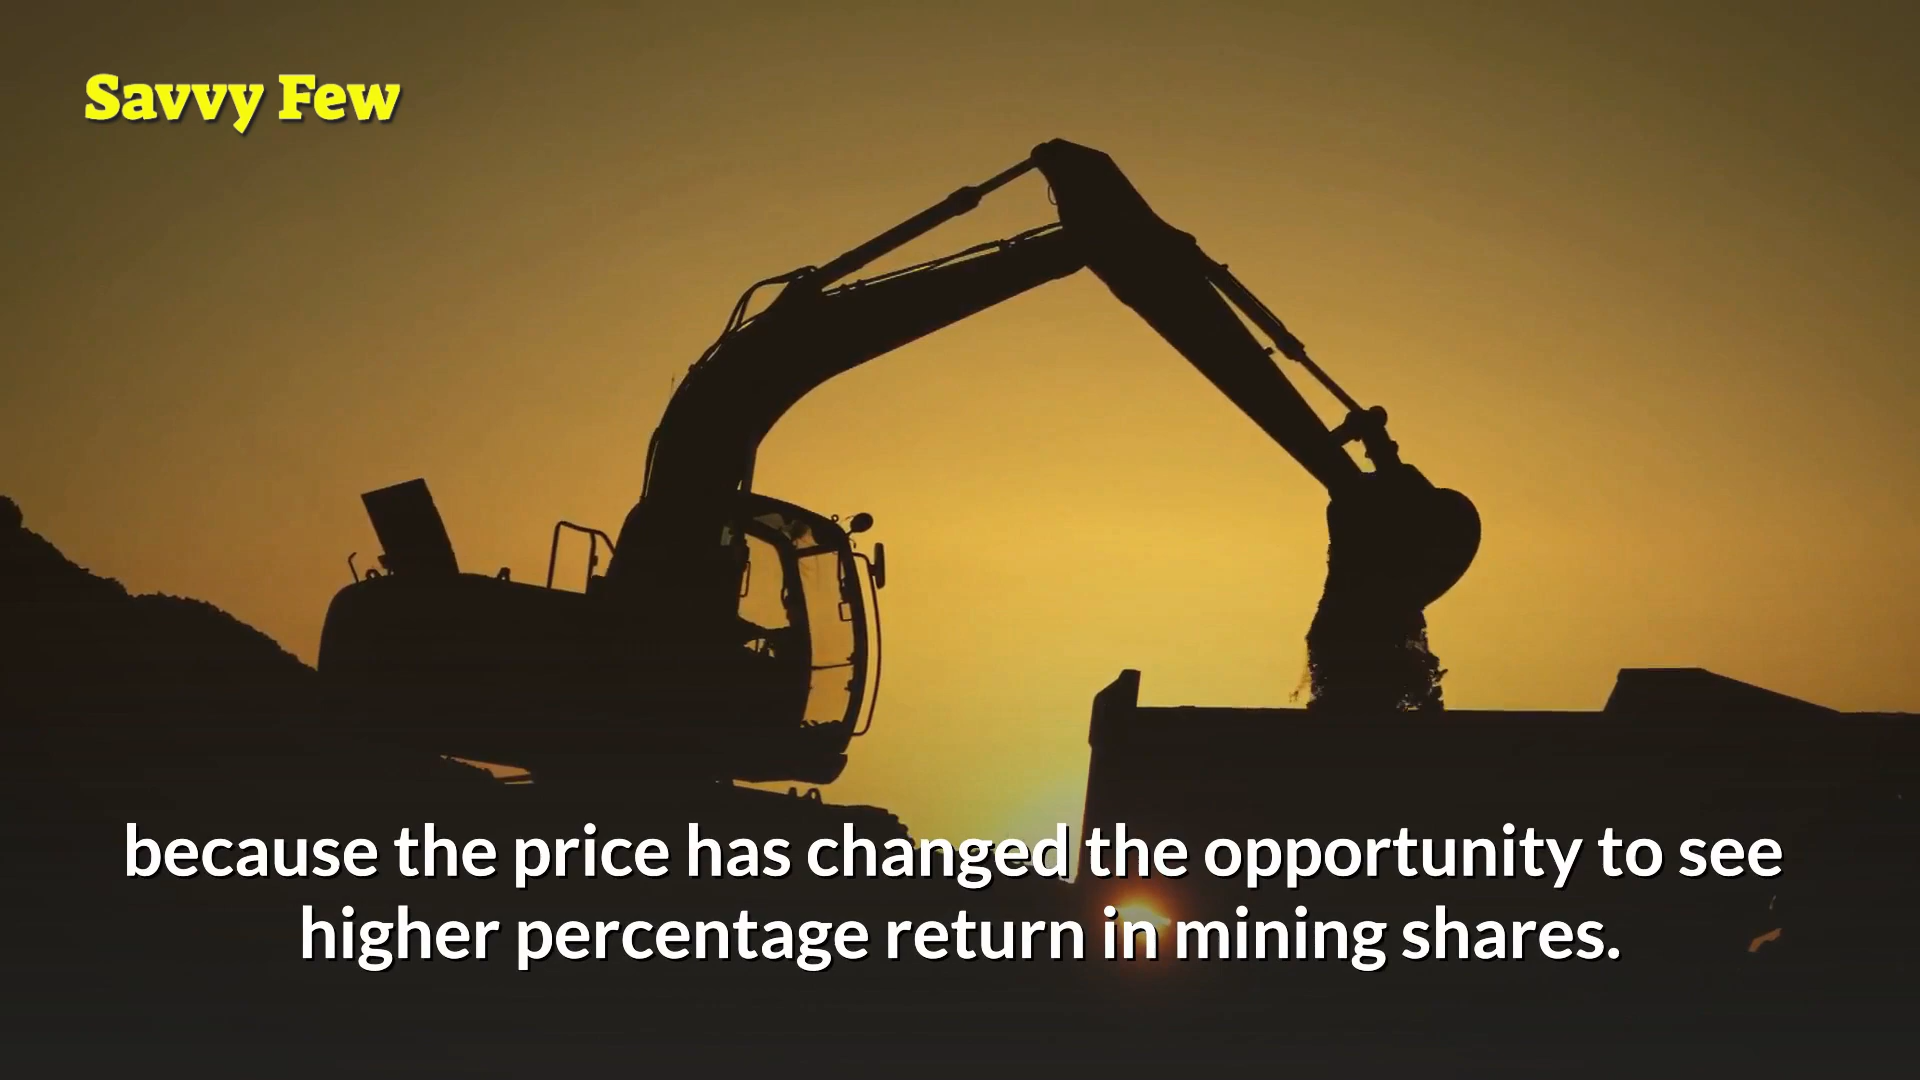 Savvy Few
because the price has changed the opportunity to see
higher percentage return in mining shares.